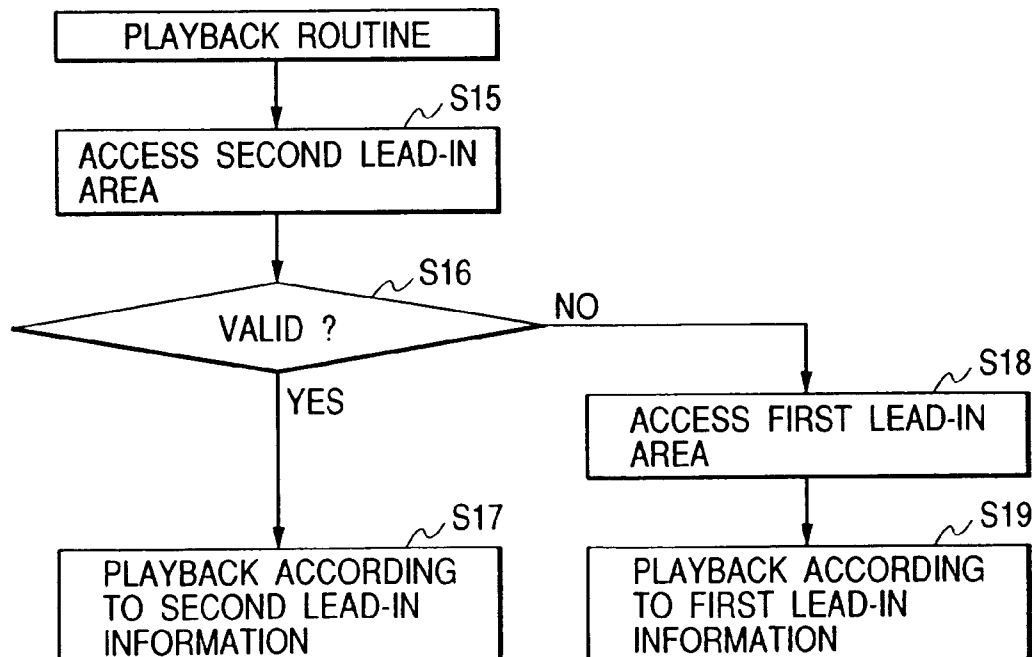 PLAYBACK ROUTINE
S15
ACCESS SECOND LEAD-IN
AREA
S16
VALID ?
NO
YES
S18
ACCESS FIRST LEAD-IN
AREA
S17
PLAYBACK ACCORDING
TO SECOND LEAD-IN
INFORMATION
S19
PLAYBACK ACCORDING
TO FIRST LEAD-IN
INFORMATION